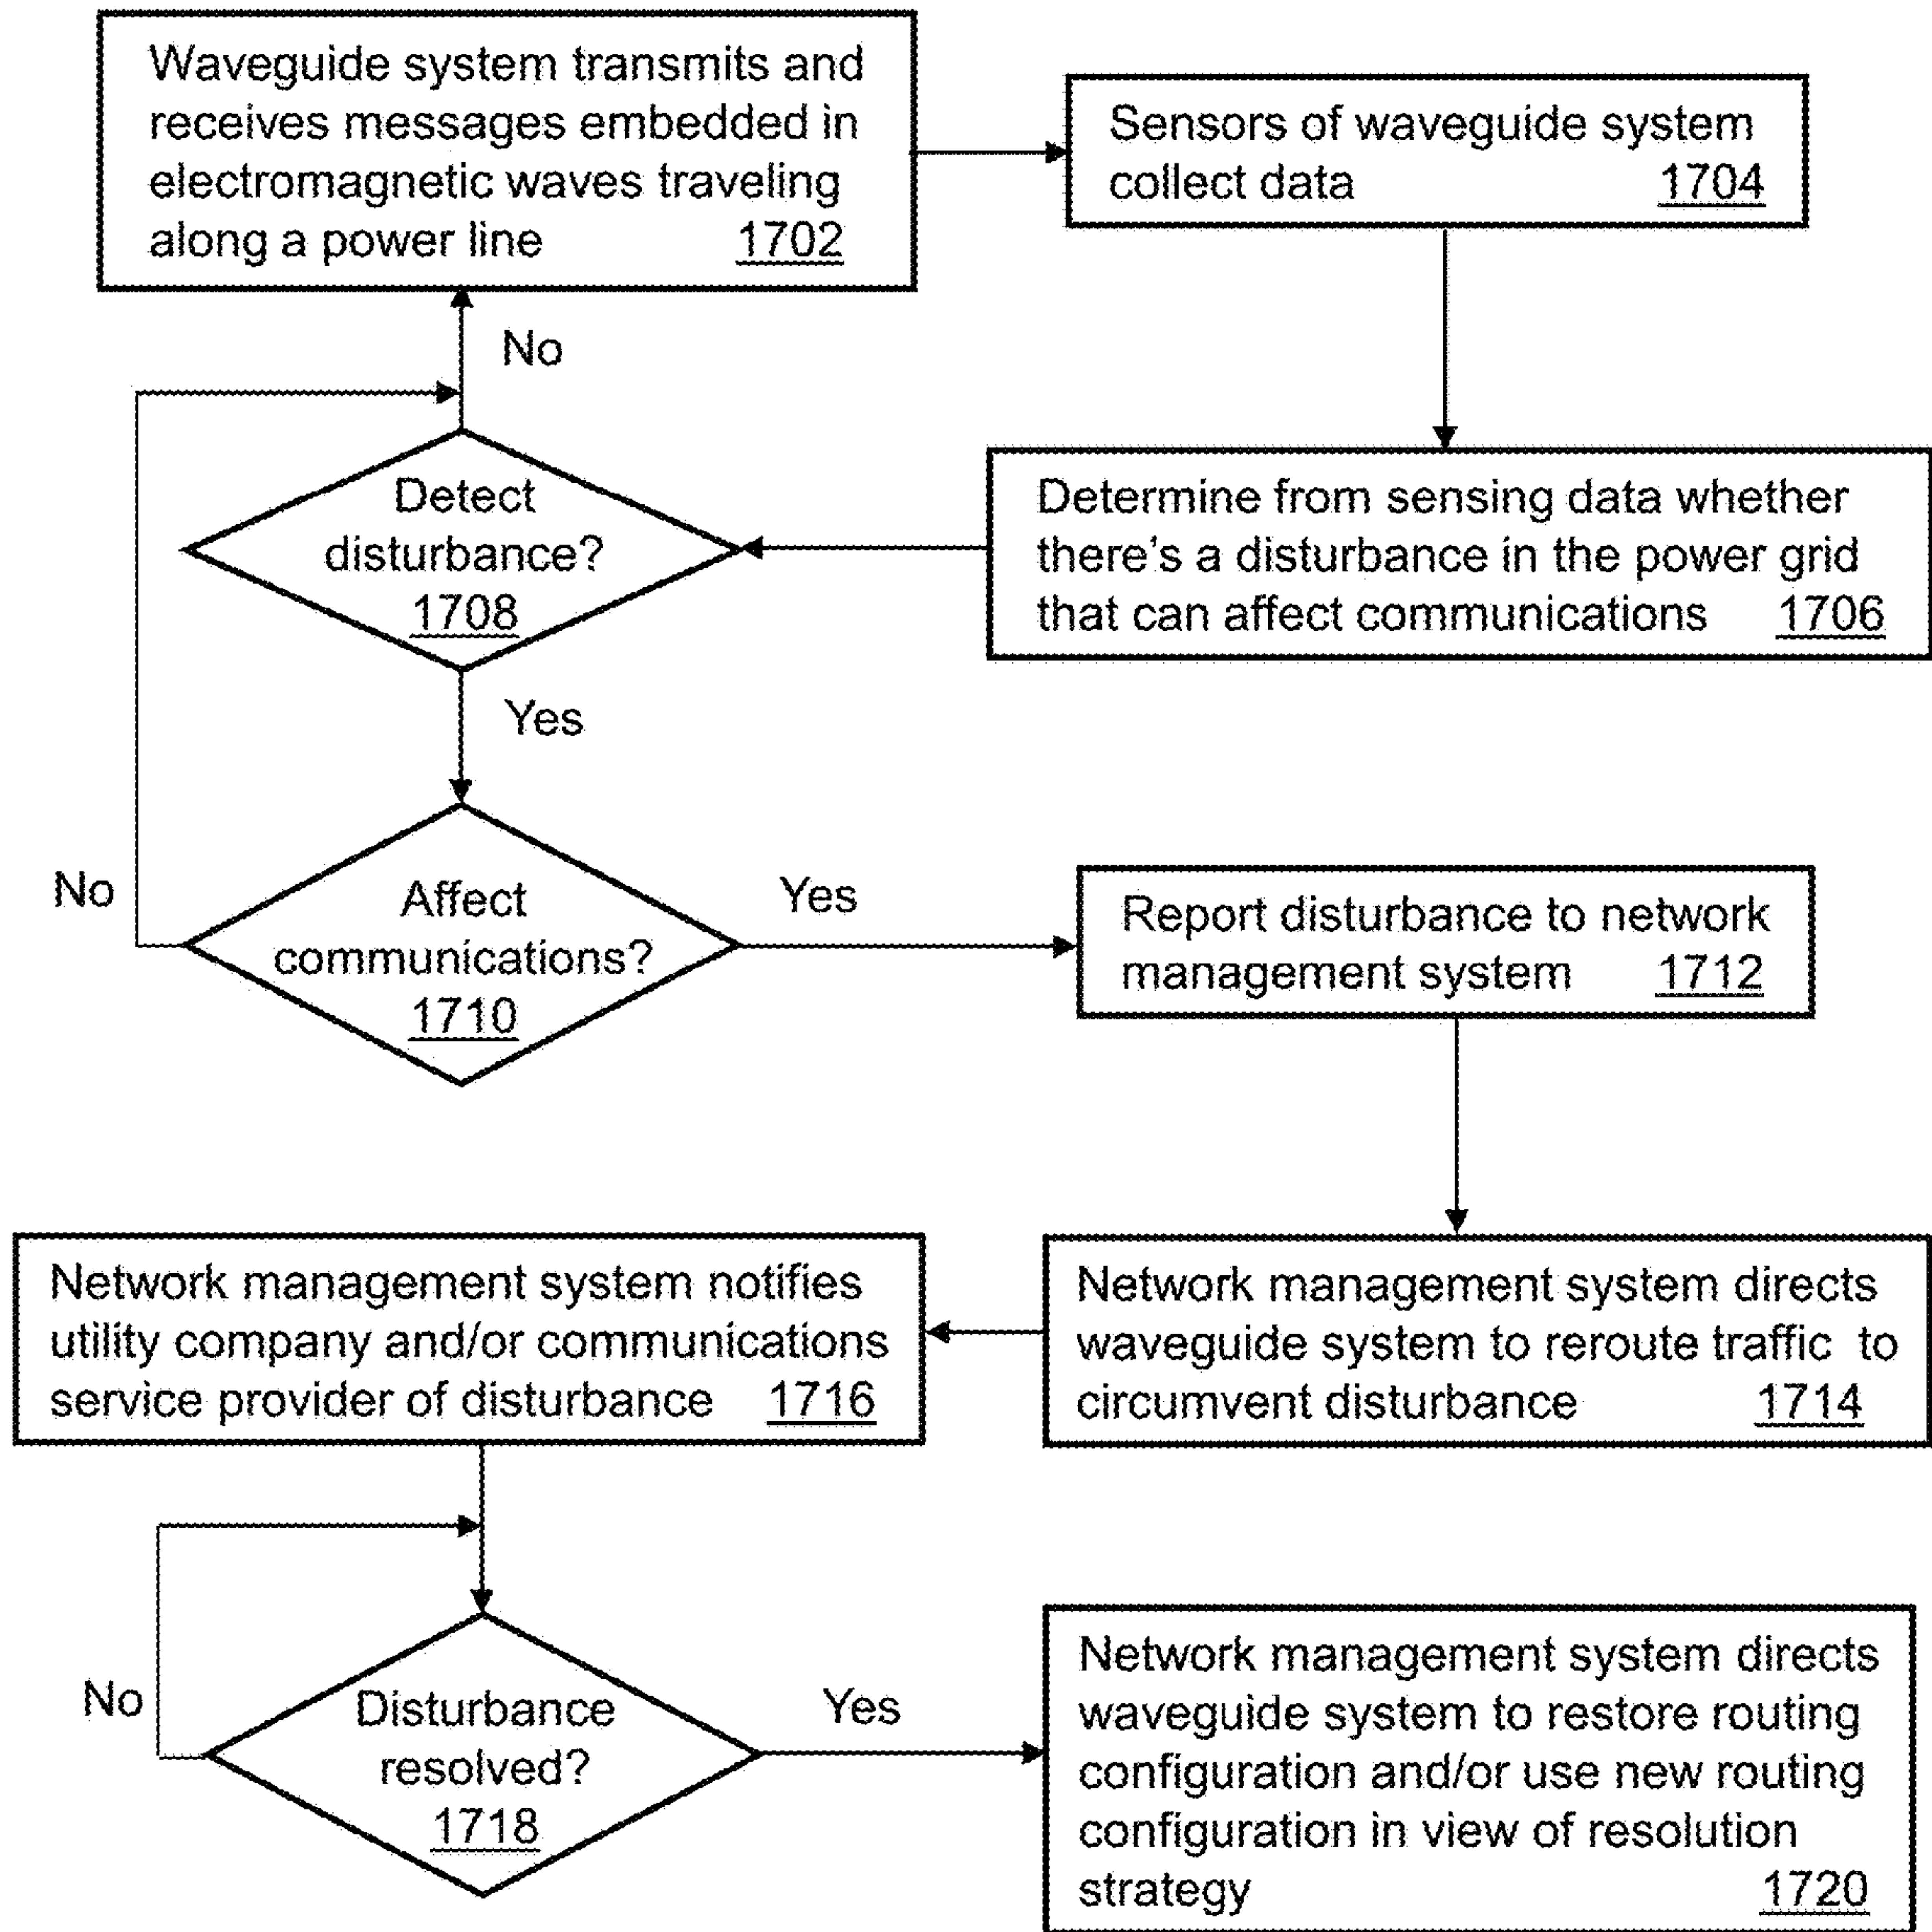 Waveguide system transmits and
receives messages embedded in
electromagnetic waves traveling
along a power line 1702
Sensors of waveguide system
collect data 1704
Determine from sensing data whether
there's a disturbance in the power grid
that can affect communications 1706
No
Detect
disturbance?
1708
Yes
No
Affect
communications?
1710
Yes
Report disturbance to network
management system 1712
Network management system directs
waveguide system to reroute traffic to
circumvent disturbance 1714
Network management system notifies
utility company and/or communications
service provider of disturbance 1716
No
Disturbance
resolved?
1718
Yes
Network management system directs
waveguide system to restore routing
configuration and/or use new routing
configuration in view of resolution
strategy 1720